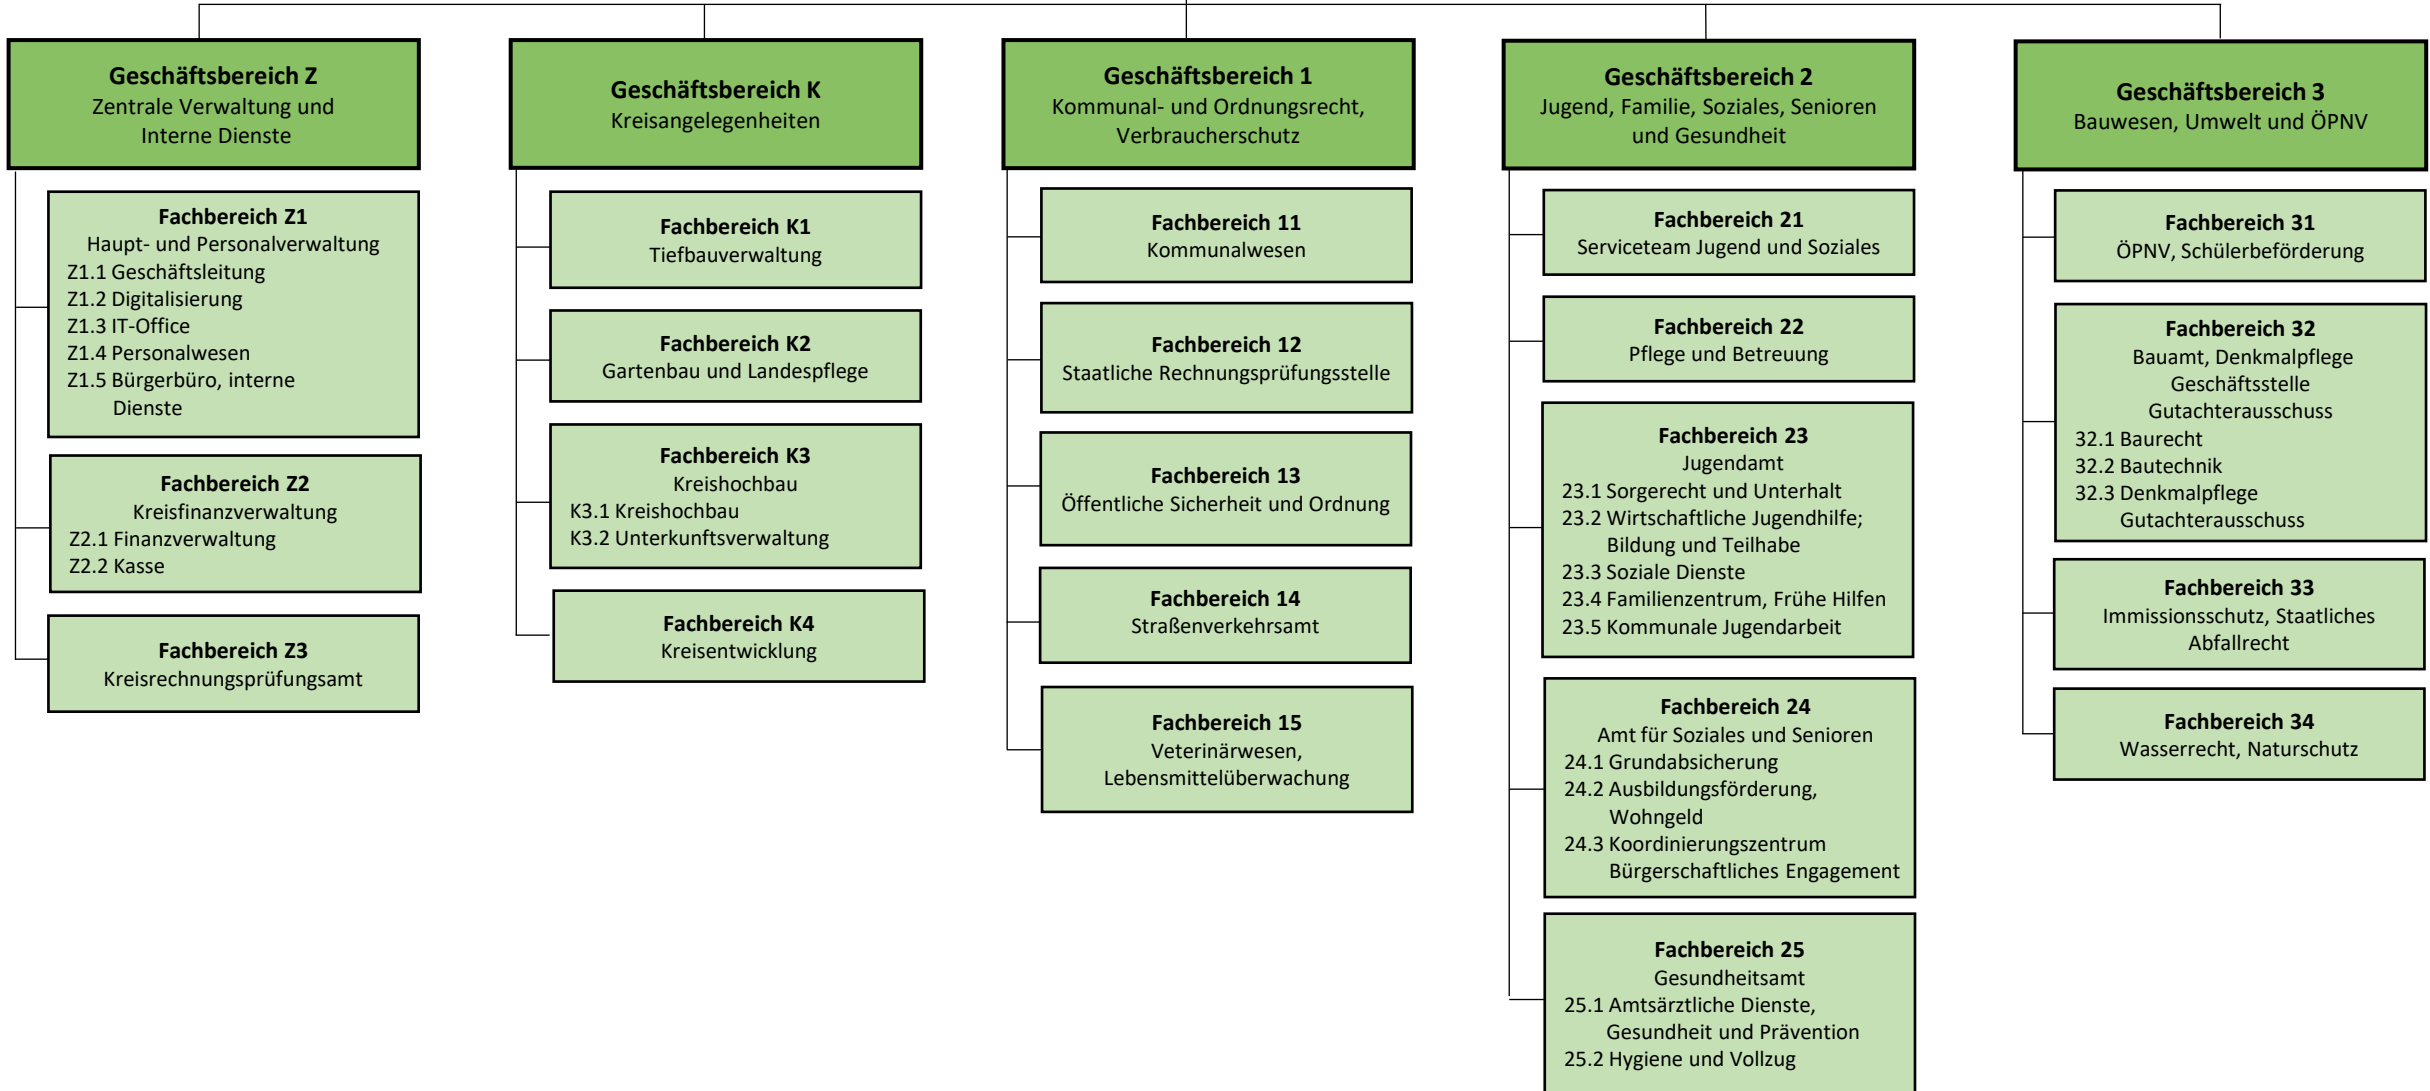 Geschäftsbereich Z
Zentrale Verwaltung und
Interne Dienste
Fachbereich Z1
Haupt- und Personalverwaltung
Z1.1 Geschäftsleitung
Z1.2 Digitalisierung
Z1.3 IT-Office
Z1.4 Personalwesen
Z1.5 Bürgerbüro, interne
Dienste
Fachbereich Z2
Kreisfinanzverwaltung
Z2.1 Finanzverwaltung
Z2.2 Kasse
Fachbereich Z3
Kreisrechnungsprüfungsamt
Geschäftsbereich K
Kreisangelegenheiten
Fachbereich K1
Tiefbauverwaltung
Fachbereich K2
Gartenbau und Landespflege
Fachbereich K3
Kreishochbau
K3.1 Kreishochbau
K3.2 Unterkunftsverwaltung
Fachbereich K4
Kreisentwicklung
Geschäftsbereich 1
Kommunal- und Ordnungsrecht,
Verbraucherschutz
Fachbereich 11
Kommunalwesen
Fachbereich 12
Staatliche Rechnungsprüfungsstelle
Fachbereich 13
Öffentliche Sicherheit und Ordnung
Fachbereich 14
Straßenverkehrsamt
Fachbereich 15
Veterinärwesen,
Lebensmittelüberwachung
Geschäftsbereich 2
Jugend, Familie, Soziales, Senioren
und Gesundheit
Fachbereich 21
Serviceteam Jugend und Soziales
Fachbereich 22
Pflege und Betreuung
Fachbereich 23
Jugendamt
23.1 Sorgerecht und Unterhalt
23.2 Wirtschaftliche Jugendhilfe;
Bildung und Teilhabe
23.3 Soziale Dienste
23.4 Familienzentrum, Frühe Hilfen
23.5 Kommunale Jugendarbeit
Fachbereich 24
Amt für Soziales und Senioren
24.1 Grundabsicherung
24.2 Ausbildungsförderung,
Wohngeld
24.3 Koordinierungszentrum
Bürgerschaftliches Engagement
Fachbereich 25
Gesundheitsamt
25.1 Amtsärztliche Dienste,
Gesundheit und Prävention
25.2 Hygiene und Vollzug
Geschäftsbereich 3
Bauwesen, Umwelt und ÖPNV
Fachbereich 31
ÖPNV, Schülerbeförderung
Fachbereich 32
Bauamt, Denkmalpflege
Geschäftsstelle
Gutachterausschuss
32.1 Baurecht
32.2 Bautechnik
32.3 Denkmalpflege
Gutachterausschuss
Fachbereich 33
Immissionsschutz, Staatliches
Abfallrecht
Fachbereich 34
Wasserrecht, Naturschutz